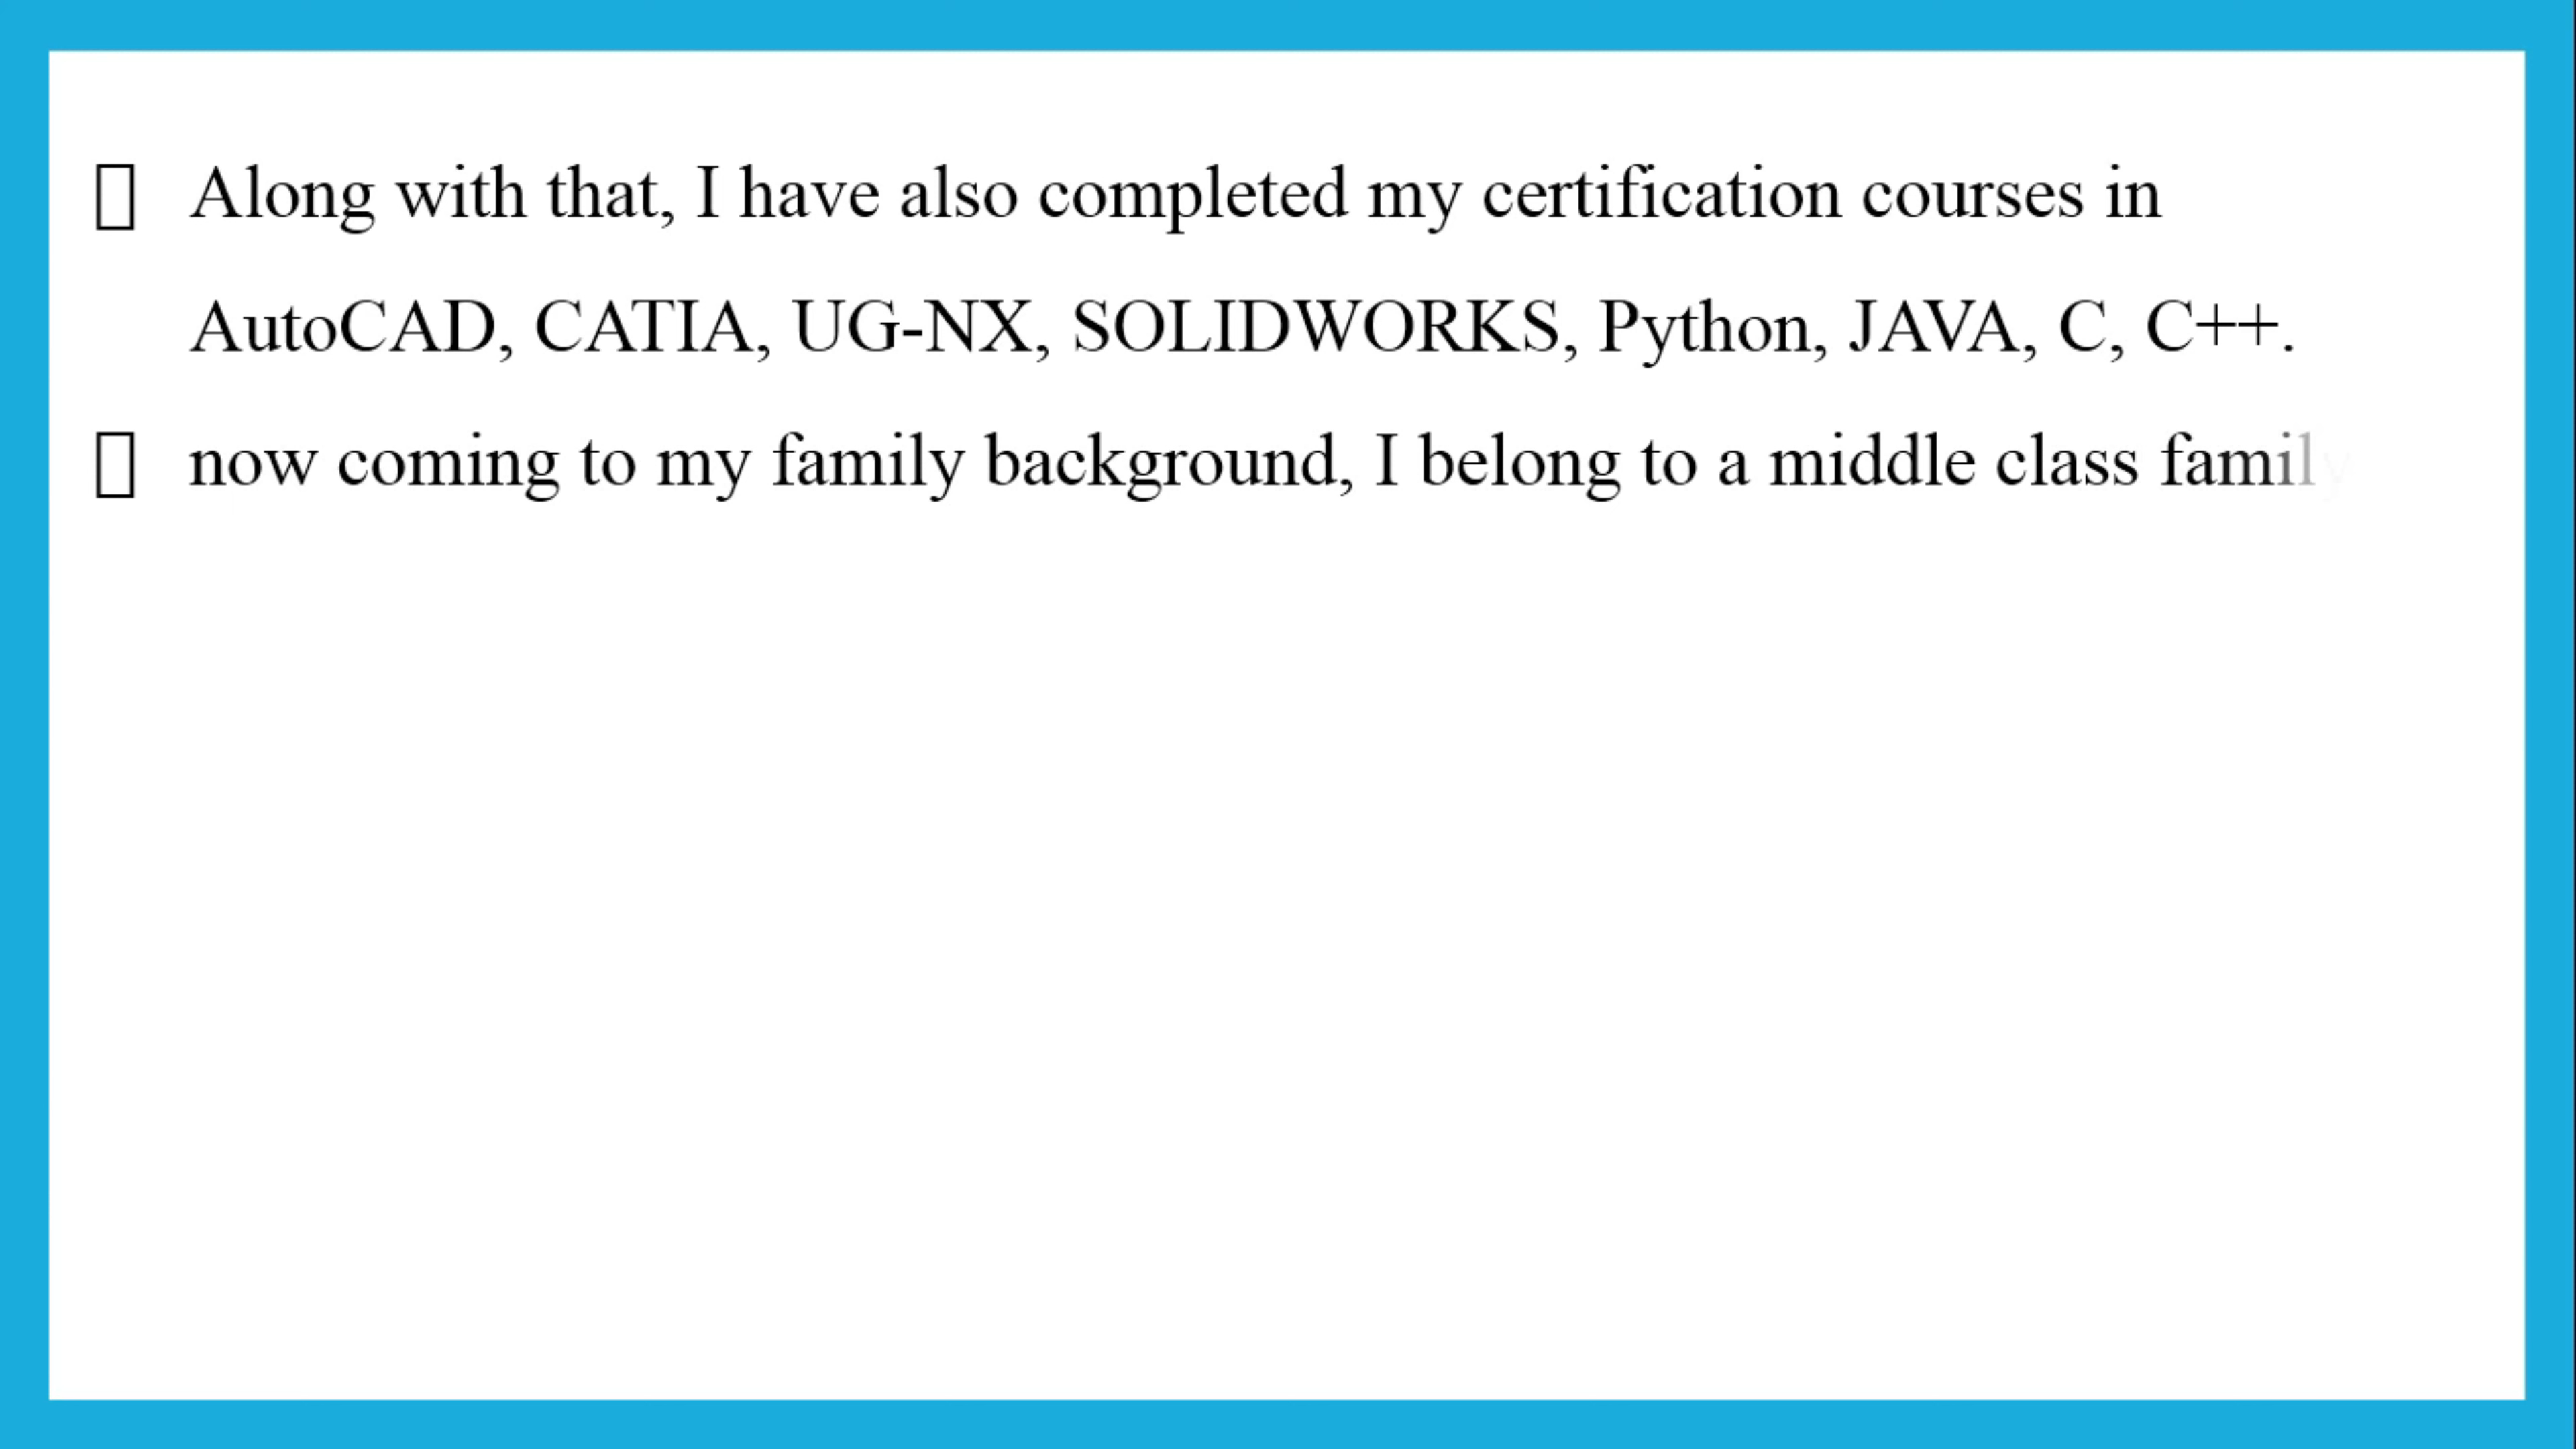 Along with that, I have also completed my certification courses in
AutoCAD, CATIA, UG-NX, SOLIDWORKS, Python, JAVA, C, C++.
now coming to my family background, I belong to a middle class family